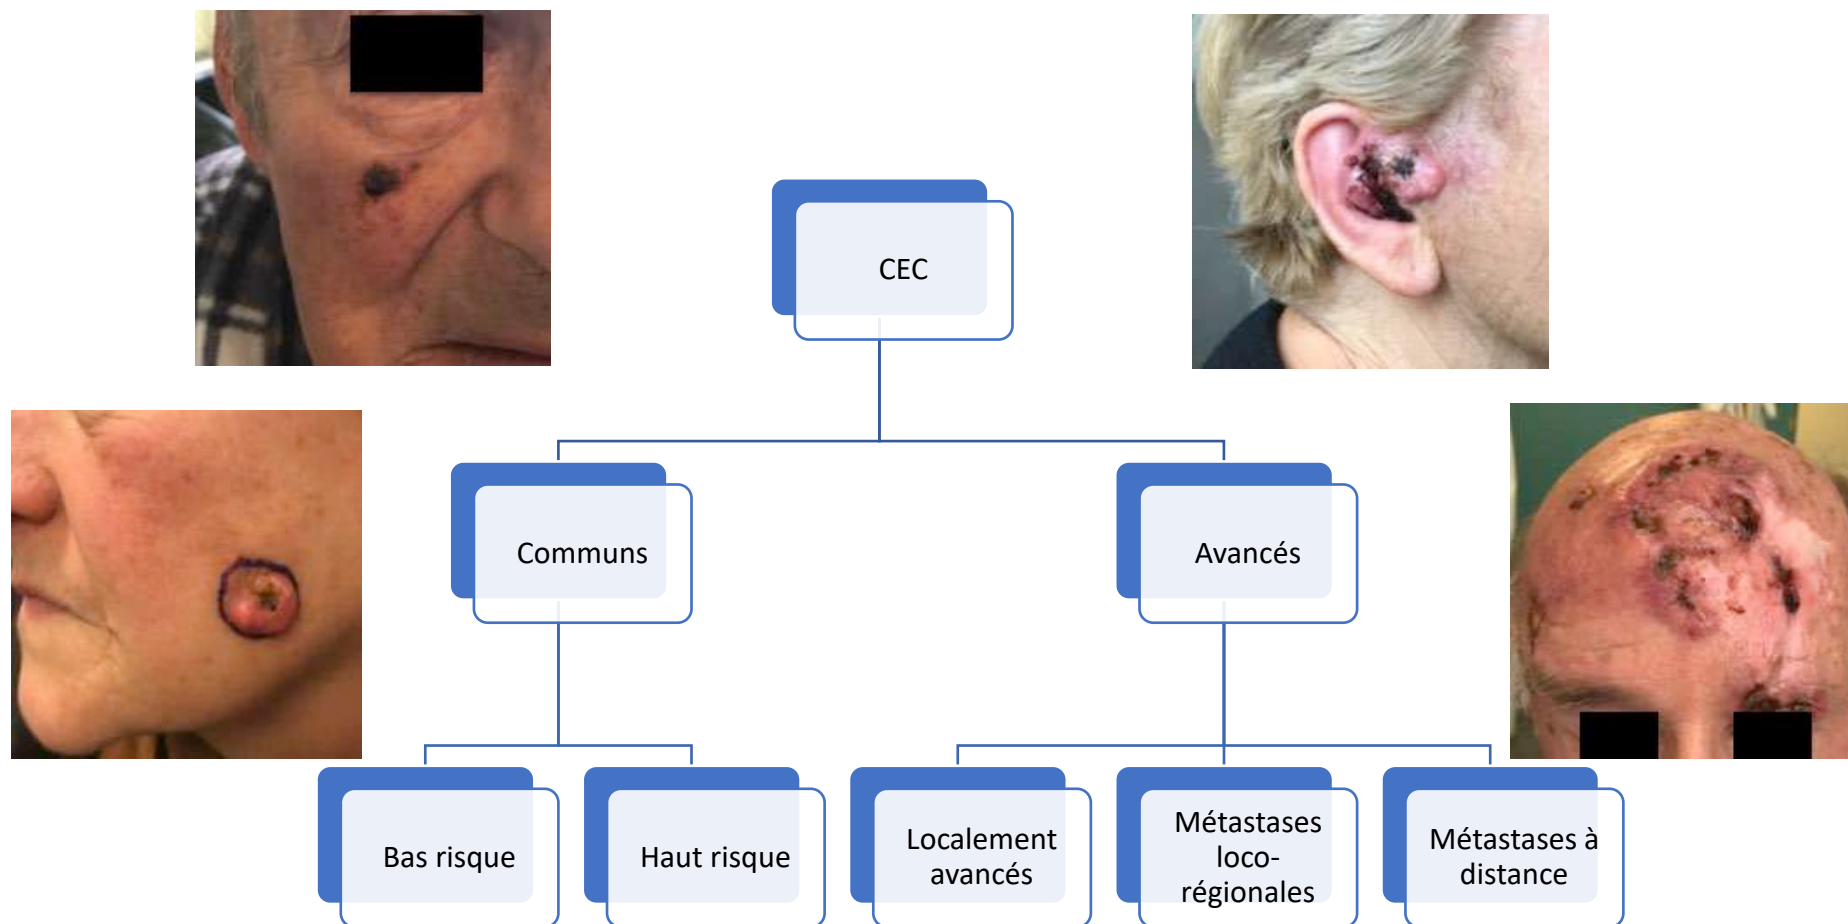 CEC
Communs
Avancés
Bas risque
Haut risque
Localement
avancés
Métastases
loco-
régionales
Métastases à
distance